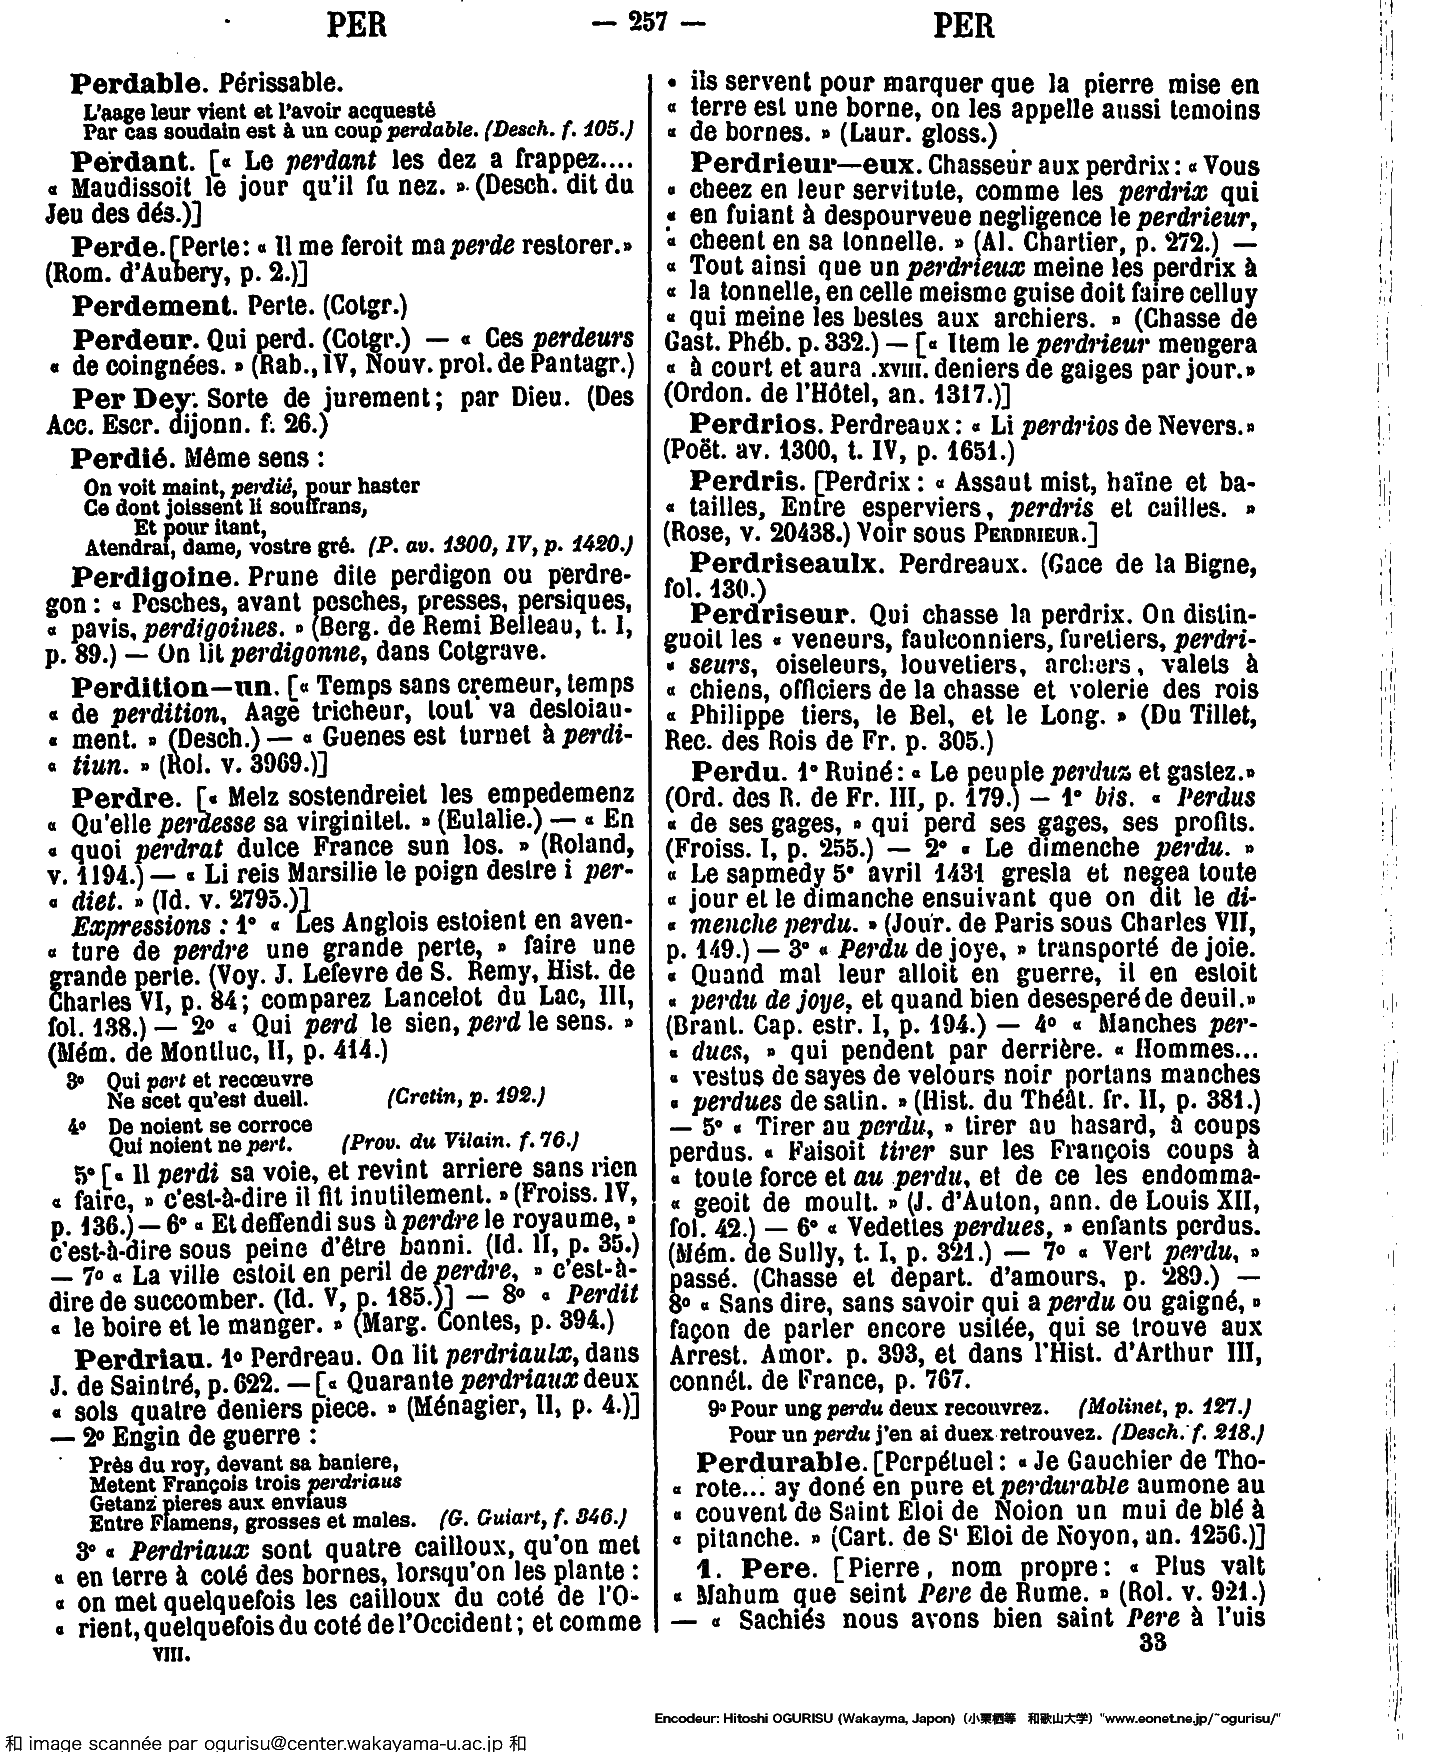 PER — 257 — PER
Perdable. Périssable.
L'aage leur vient et l'avoir acquesté
Par cas soudain est à un coup perdable. (Desch. f. 105.)
Perdant. [« Le perdant les dez a frappez....
« Maudissoit le jour qu'il fu nez. » (Desch. dit du
Jeu des dés.)]
Perde. [Perte: « Il me feroit ma perde restorer.»
(Rom. d'Aubery, p. 2.)]
Perdement. Perte. (Cotgr.)
Perdeur. Qui perd. (Cotgr.) — « Ces perdeurs
« de coingnées. » (Rab., IV, Nouv. prol. de Pantagr.)
Per Dey. Sorte de jurement; par Dieu. (Des
Acc. Escr. dijonn. f. 26.)
Perdié. Même sens :
On voit maint, perdié, pour haster
Ce dont joissent li souffrans,
Et pour itant,
Atendrai, dame, vostre gré. (P. av. 1300, IV, p. 1420.)
Perdigoine. Prune dite perdigon ou perdre-
gon : « Pesches, avant pesches, presses, persiques,
« pavis, perdigoines. » (Berg. de Remi Belleau, t. I,
p. 89.) — On lit perdigonne, dans Cotgrave.
Perdition—un. [« Temps sans cremeur, temps
« de perdition, Aage tricheur, tout va desloiau-
« ment. » (Desch.) — « Guenes est turnet à perdi-
« tiun. » (Rol. v. 3969.)]
Perdre. [« Melz sostendreiet les empedemenz
« Qu'elle perdesse sa virginitet. » (Eulalie.) — « En
« quoi perdrat dulce France sun los. » (Roland,
v. 1194.) — « Li reis Marsilie le poign destre i per-
« diet. » (Id. v. 2795.)]
Expressions : 1° « Les Anglois estoient en aven-
« ture de perdre une grande perte, » faire une
grande perte. (Voy. J. Lefevre de S. Remy, Hist. de
Charles VI, p. 84; comparez Lancelot du Lac, III,
fol. 138.) — 2° « Qui perd le sien, perd le sens. »
(Mém. de Montluc, II, p. 414.)
3° Qui pert et recœuvre
Ne scet qu'est dueil. (Cretin, p. 192.)
4° De noient se corroce
Qui noient ne pert. (Prov. du Vilain. f. 76.)
5° [« Il perdi sa voie, et revint arriere sans rien
« faire, » c'est-à-dire il fit inutilement. » (Froiss. IV,
p. 136.) — 6° « Et deffendi sus à perdre le royaume, »
c'est-à-dire sous peine d'être banni. (Id. II, p. 35.)
— 7° « La ville estoit en peril de perdre, » c'est-à-
dire de succomber. (Id. V, p. 185.)] — 8° « Perdit
« le boire et le manger. » (Marg. Contes, p. 394.)
Perdriau. 1° Perdreau. On lit perdriaulx, dans
J. de Saintré, p. 622. — [« Quarante perdriaux deux
« sols quatre deniers piece. » (Ménagier, II, p. 4.)]
— 2° Engin de guerre :
Près du roy, devant sa baniere,
Metent François trois perdriaus
Getanz pieres aux enviaus
Entre Flamens, grosses et males. (G. Guiart, f. 346.)
3° « Perdriaux sont quatre cailloux, qu'on met
« en terre à coté des bornes, lorsqu'on les plante :
« on met quelquefois les cailloux du coté de l'O-
« rient, quelquefois du coté de l'Occident; et comme
VIII.
« ils servent pour marquer que la pierre mise en
« terre est une borne, on les appelle aussi temoins
« de bornes. » (Laur. gloss.)
Perdrieur—eux. Chasseur aux perdrix : « Vous
« cheez en leur servitute, comme les perdrix qui
« en fuiant à despourveue negligence le perdrieur,
« cheent en sa tonnelle. » (Al. Chartier, p. 272.) —
« Tout ainsi que un perdrieux meine les perdrix à
« la tonnelle, en celle meisme guise doit faire celluy
« qui meine les bestes aux archiers. » (Chasse de
Gast. Phéb. p. 332.) — [« Item le perdrieur mengera
« à court et aura .XVIII. deniers de gaiges par jour.»
(Ordon. de l'Hôtel, an. 1317.)]
Perdrios. Perdreaux : « Li perdrios de Nevers.»
(Poët. av. 1300, t. IV, p. 1651.)
Perdris. [Perdrix : « Assaut mist, haïne et ba-
« tailles, Entre esperviers, perdris et cailles. »
(Rose, v. 20438.) Voir sous PERDRIEUR.]
Perdriseaulx. Perdreaux. (Gace de la Bigne,
fol. 130.)
Perdriseur. Qui chasse la perdrix. On distin-
guoit les « veneurs, faulconniers, furetiers, perdri-
« seurs, oiseleurs, louvetiers, archers, valets à
« chiens, officiers de la chasse et volerie des rois
« Philippe tiers, le Bel, et le Long. » (Du Tillet,
Rec. des Rois de Fr. p. 305.)
Perdu. 1° Ruiné : « Le peuple perduz et gastez.»
(Ord. des R. de Fr. III, p. 179.) — 1° bis. « Perdus
« de ses gages, » qui perd ses gages, ses profits.
(Froiss. I, p. 255.) — 2° « Le dimenche perdu. »
« Le sapmedy 5e avril 1431 gresla et negea toute
« jour et le dimanche ensuivant que on dit le di-
« menche perdu. » (Jour. de Paris sous Charles VII,
p. 149.) — 3° « Perdu de joye, » transporté de joie.
« Quand mal leur alloit en guerre, il en estoit
« perdu de joye, et quand bien desesperé de deuil.»
(Brant. Cap. estr. I, p. 194.) — 4° « Manches per-
« dues, » qui pendent par derrière. « Hommes...
« vestus de sayes de velours noir portans manches
« perdues de satin. » (Hist. du Théât. fr. II, p. 381.)
— 5° « Tirer au perdu, » tirer au hasard, à coups
perdus. « Faisoit tirer sur les François coups à
« toute force et au perdu, et de ce les endomma-
« geoit de moult. » (J. d'Auton, ann. de Louis XII,
fol. 42.) — 6° « Vedettes perdues, » enfants perdus.
(Mém. de Sully, t. I, p. 321.) — 7° « Vert perdu, »
passé. (Chasse et depart. d'amours, p. 289.) —
8° « Sans dire, sans savoir qui a perdu ou gaigné, »
façon de parler encore usitée, qui se trouve aux
Arrest. Amor. p. 393, et dans l'Hist. d'Arthur III,
connét. de France, p. 767.
9° Pour ung perdu deux recouvrez. (Molinet, p. 127.)
Pour un perdu j'en ai duex retrouvez. (Desch. f. 218.)
Perdurable. [Perpétuel : « Je Gauchier de Tho-
« rote... ay doné en pure et perdurable aumone au
« couvent de Saint Eloi de Noion un mui de blé à
« pitanche. » (Cart. de St Eloi de Noyon, an. 1256.)]
1. Pere. [Pierre, nom propre : « Plus valt
« Mahum que seint Pere de Rume. » (Rol. v. 921.)
— « Sachiés nous avons bien saint Pere à l'uis
33
Encodeur: Hitoshi OGURISU (Wakayma, Japon) (小栗栖等 和歌山大学) "www.eonet.ne.jp/~ogurisu/"
和 image scannée par ogurisu@center.wakayama-u.ac.jp 和